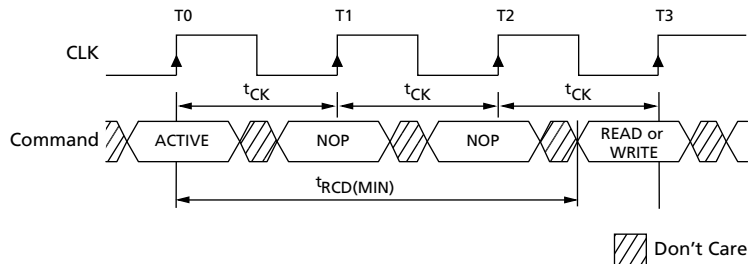 T0 T1 T2 T3
CLK
tCK tCK tCK
Command ACTIVE NOP NOP READ or
WRITE
tRCD(MIN)
Don't Care